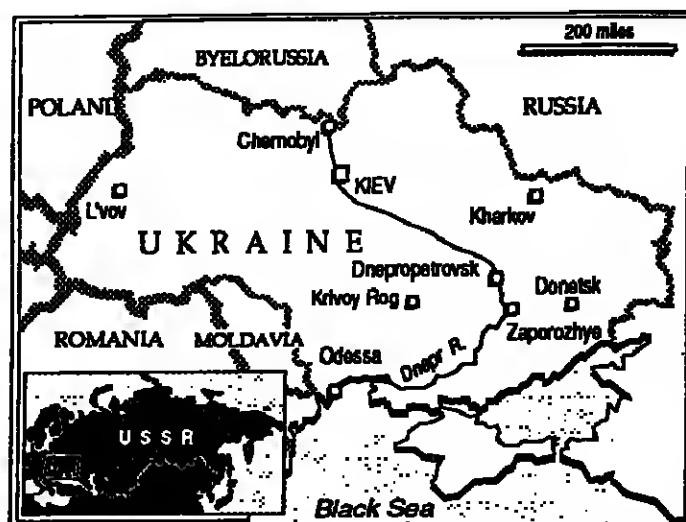 200 miles
BYELORUSSIA
POLAND
RUSSIA
Chernobyl
KIEV
L'vov
Kharkov
UKRAINE
Dnepropetrovsk
Krivoy Rog
Donetsk
Zaporozhye
ROMANIA
MOLDAVIA
Odessa
Dnepr R.
USSR
Black Sea